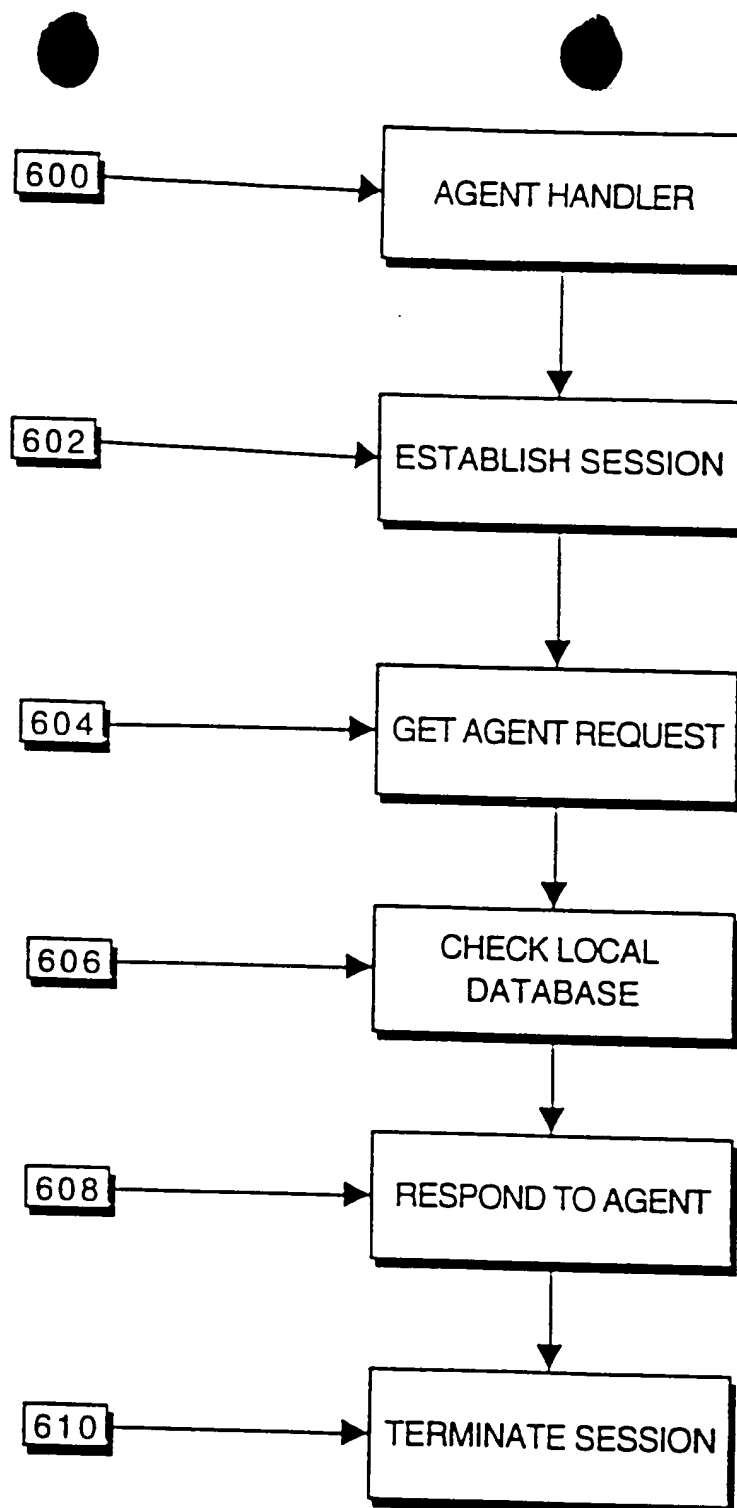 600
AGENT HANDLER
602
ESTABLISH SESSION
604
GET AGENT REQUEST
606
CHECK LOCAL
DATABASE
608
RESPOND TO AGENT
610
TERMINATE SESSION